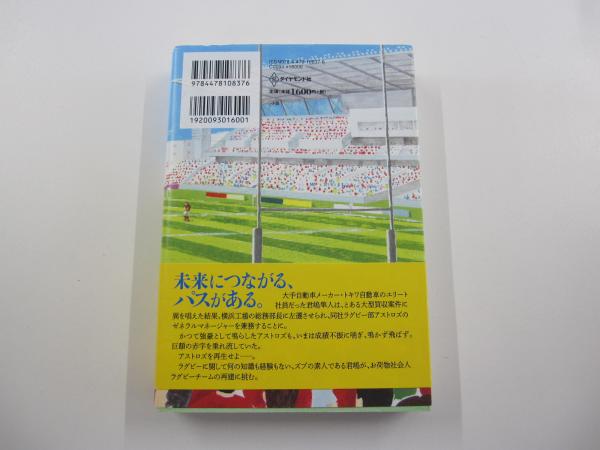 9784478108376
1920093016001
ISBN978-4-478-10837-6
C0093 ¥1600E
ダイヤモンド社
定価(本体1600円+税)
未来につながる、
パスがある。
大手自動車メーカー・トキワ自動車のエリート
社員だった君嶋隼人は、とある大型買収案件に
異を唱えた結果、横浜工場の総務部長に左遷させられ、同社ラグビー部アストロズの
ゼネラルマネージャーを兼務することに。
かつて強豪として鳴らしたアストロズも、いまは成績不振に喘ぎ、鳴かず飛ばず。
巨額の赤字を垂れ流していた。
アストロズを再生せよ――。
ラグビーに関して何の知識も経験もない、ズブの素人である君嶋が、お荷物社会人
ラグビーチームの再建に挑む。